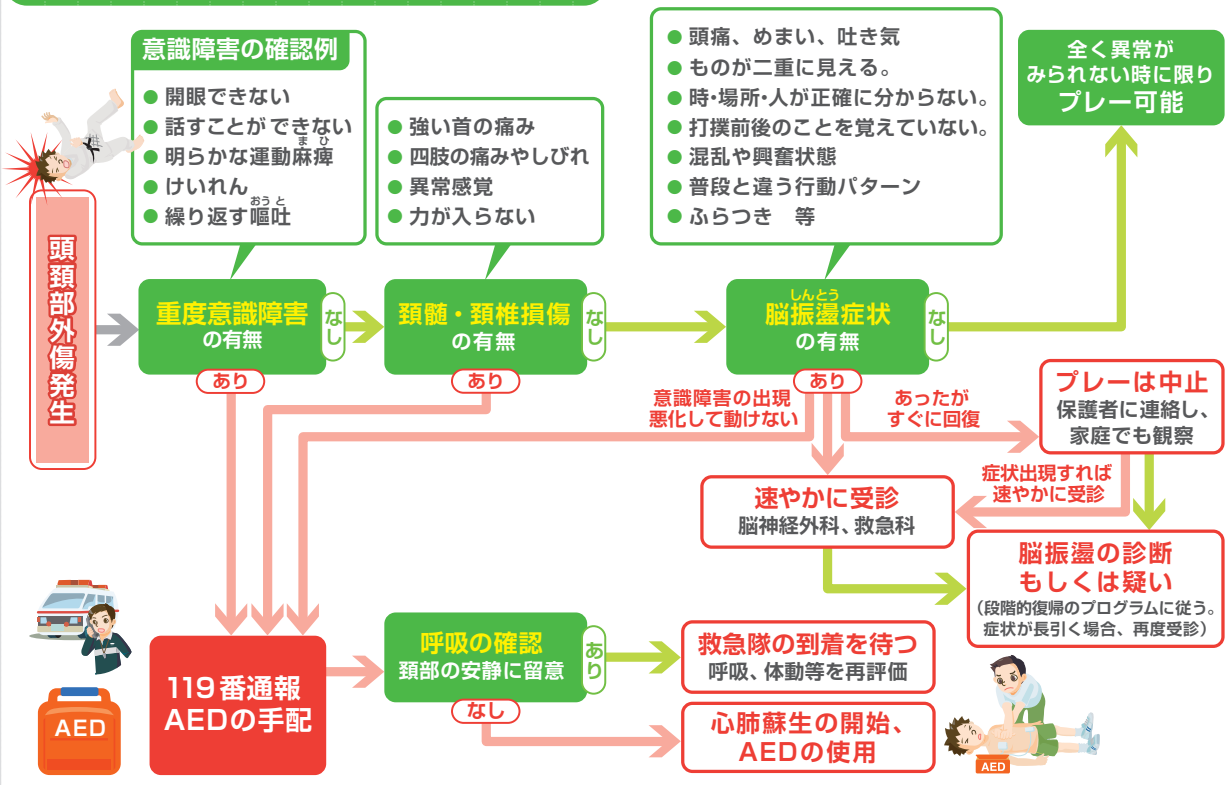 意識障害の確認例
● 開眼できない
● 話すことができない
● 明らかな運動麻痺
まひ
● けいれん
● 繰り返す嘔吐
おうと
● 強い首の痛み
● 四肢の痛みやしびれ
● 異常感覚
● 力が入らない
● 頭痛、めまい、吐き気
● ものが二重に見える。
● 時・場所・人が正確に分からない。
● 打撲前後のことを覚えていない。
● 混乱や興奮状態
● 普段と違う行動パターン
● ふらつき 等
全く異常が
みられない時に限り
プレー可能
頭頚部外傷発生
重度意識障害
の有無
なし
あり
頚髄・頚椎損傷
の有無
なし
あり
しんとう
脳振盪症状
の有無
なし
あり
意識障害の出現
悪化して動けない
あったが
すぐに回復
プレーは中止
保護者に連絡し、
家庭でも観察
症状出現すれば
速やかに受診
速やかに受診
脳神経外科、救急科
脳振盪の診断
もしくは疑い
(段階的復帰のプログラムに従う。
症状が長引く場合、再度受診)
119番通報
AEDの手配
AED
呼吸の確認
頚部の安静に留意
あり
なし
救急隊の到着を待つ
呼吸、体動等を再評価
心肺蘇生の開始、
AEDの使用
AED